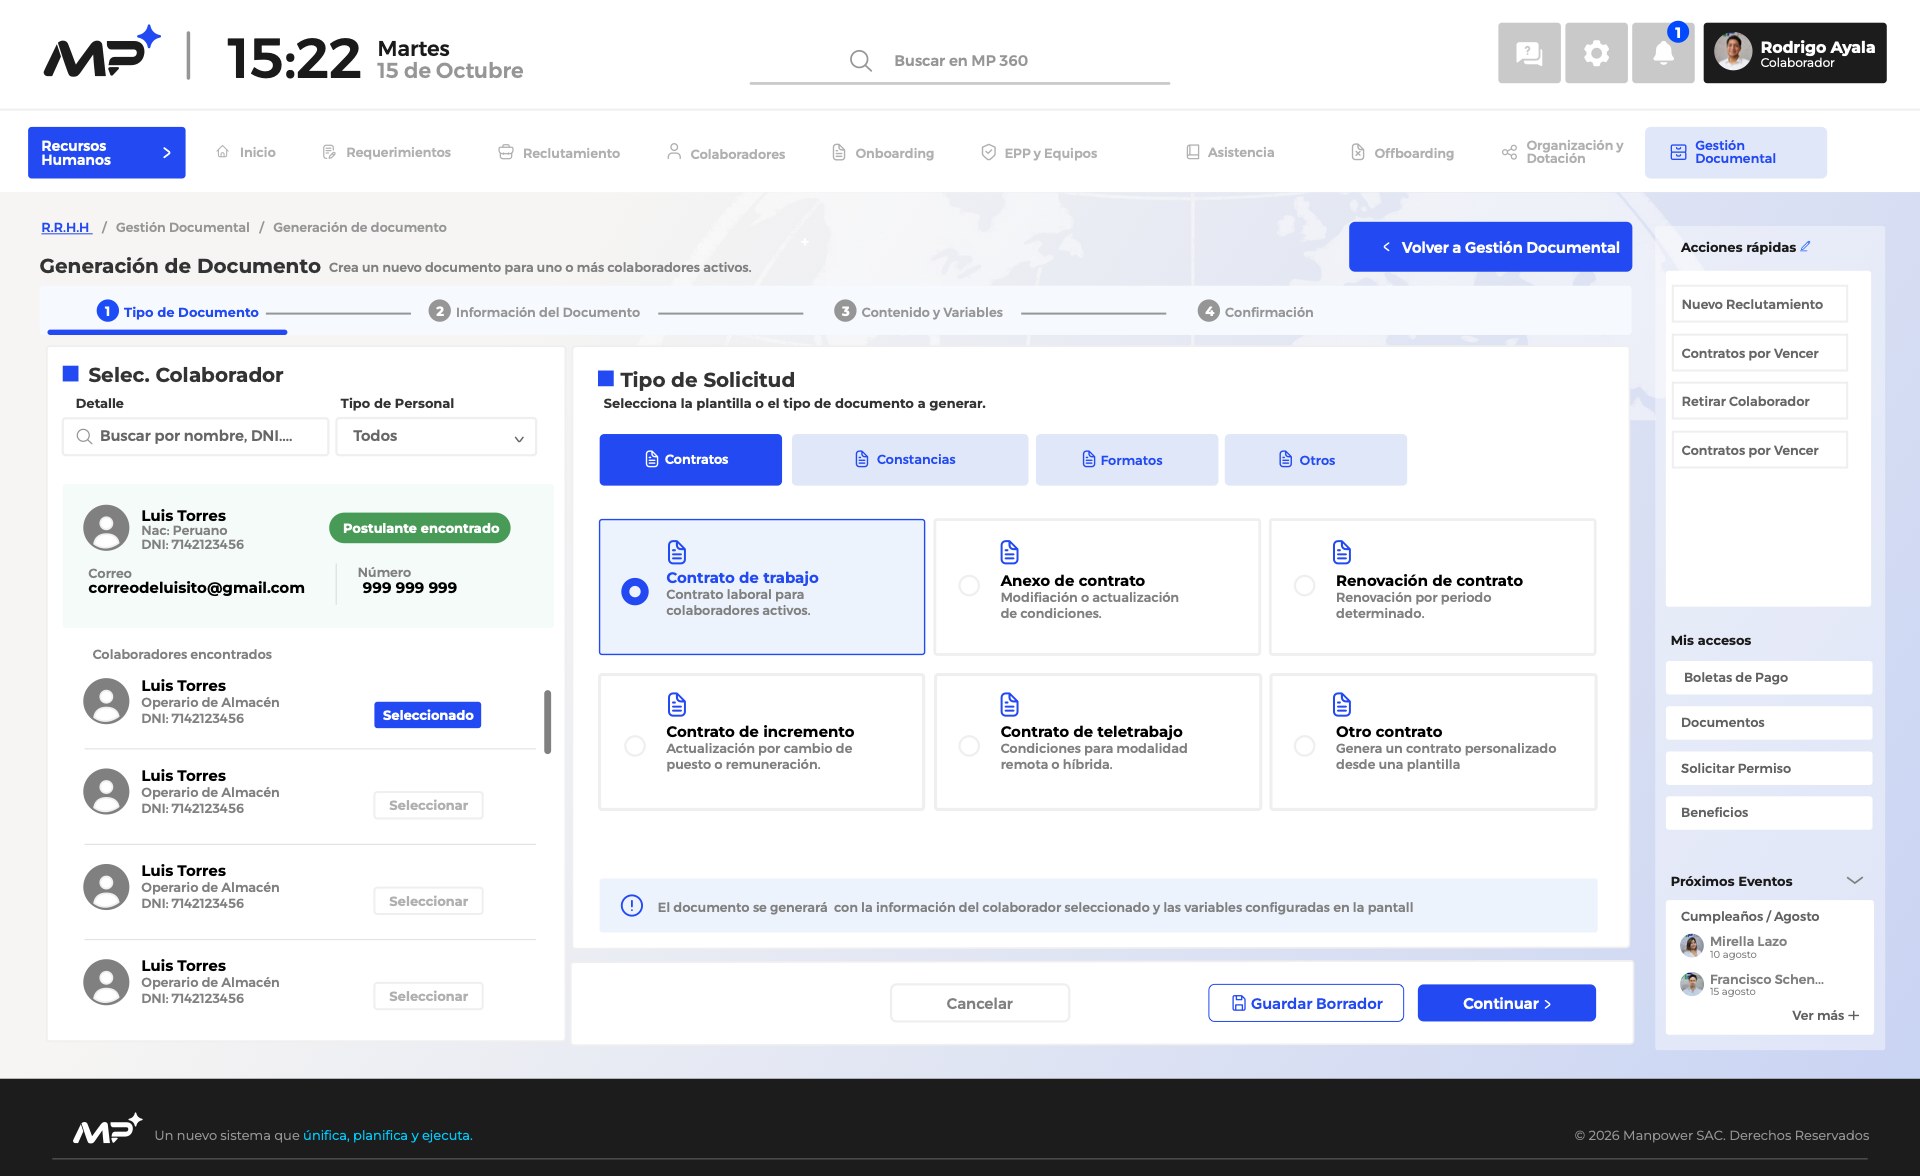 MP
15:22
Martes
15 de Octubre
Buscar en MP 360
1
Rodrigo Ayala
Colaborador
Recursos
Humanos
Inicio
Requerimientos
Reclutamiento
Colaboradores
Onboarding
EPP y Equipos
Asistencia
Offboarding
Organización y
Dotación
Gestión
Documental
R.R.H.H / Gestión Documental / Generación de documento
Generación de Documento Crea un nuevo documento para uno o más colaboradores activos.
< Volver a Gestión Documental
1 Tipo de Documento
2 Información del Documento
3 Contenido y Variables
4 Confirmación
Selec. Colaborador
Detalle
Tipo de Personal
Buscar por nombre, DNI....
Todos
Luis Torres
Nac: Peruano
DNI: 7142123456
Postulante encontrado
Correo
correodeluisito@gmail.com
Número
999 999 999
Colaboradores encontrados
Luis Torres
Operario de Almacén
DNI: 7142123456
Seleccionado
Luis Torres
Operario de Almacén
DNI: 7142123456
Seleccionar
Luis Torres
Operario de Almacén
DNI: 7142123456
Seleccionar
Luis Torres
Operario de Almacén
DNI: 7142123456
Seleccionar
Tipo de Solicitud
Selecciona la plantilla o el tipo de documento a generar.
Contratos
Constancias
Formatos
Otros
Contrato de trabajo
Contrato laboral para
colaboradores activos.
Anexo de contrato
Modifiación o actualización
de condiciones.
Renovación de contrato
Renovación por periodo
determinado.
Contrato de incremento
Actualización por cambio de
puesto o remuneración.
Contrato de teletrabajo
Condiciones para modalidad
remota o híbrida.
Otro contrato
Genera un contrato personalizado
desde una plantilla
El documento se generará  con la información del colaborador seleccionado y las variables configuradas en la pantall
Cancelar
Guardar Borrador
Continuar >
Acciones rápidas
Nuevo Reclutamiento
Contratos por Vencer
Retirar Colaborador
Contratos por Vencer
Mis accesos
Boletas de Pago
Documentos
Solicitar Permiso
Beneficios
Próximos Eventos
Cumpleaños / Agosto
Mirella Lazo
10 agosto
Francisco Schen...
15 agosto
Ver más +
MP
Un nuevo sistema que únifica, planifica y ejecuta.
© 2026 Manpower SAC. Derechos Reservados